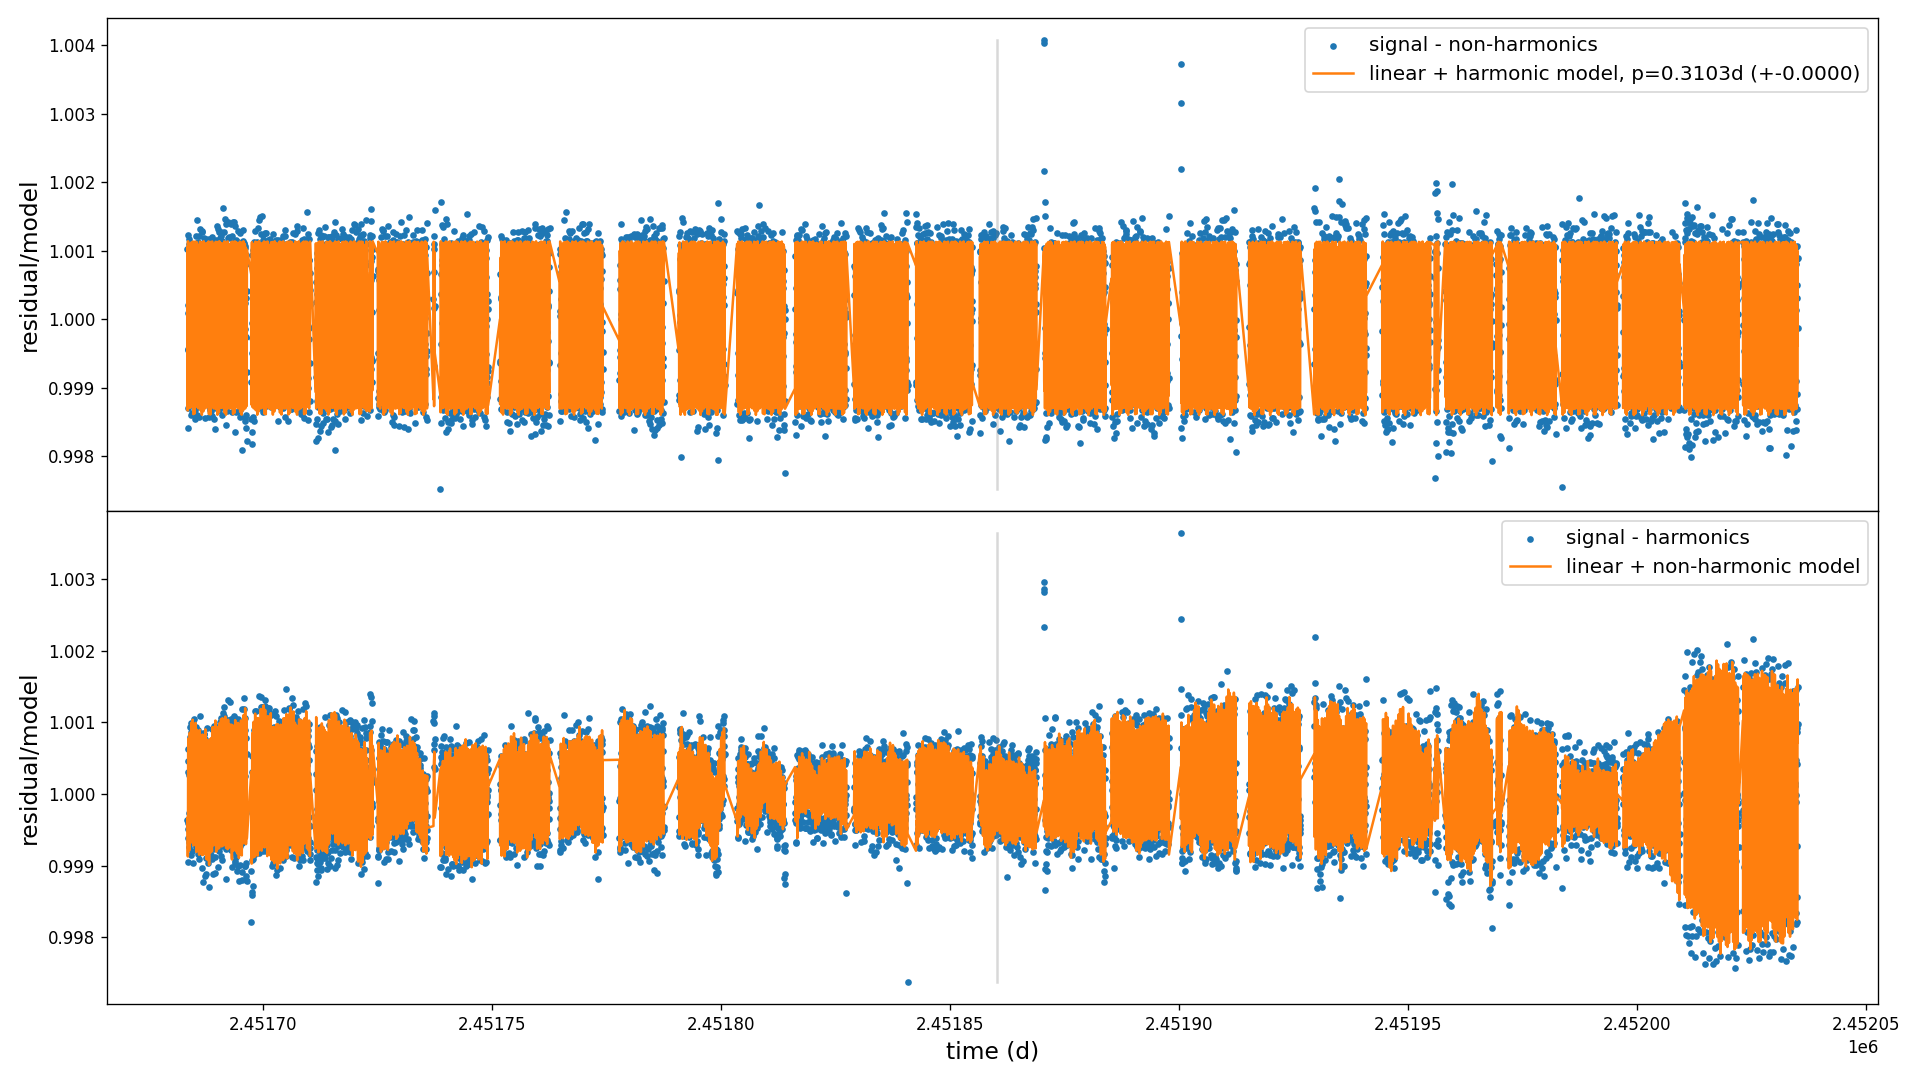 1.004
1.003
1.002
1.001
1.000
0.999
0.998
residual/model
signal - non-harmonics
linear + harmonic model, p=0.3103d (+-0.0000)
1.003
1.002
1.001
1.000
0.999
0.998
residual/model
signal - harmonics
linear + non-harmonic model
2.45170
2.45175
2.45180
2.45185
2.45190
2.45195
2.45200
2.45205
1e6
time (d)